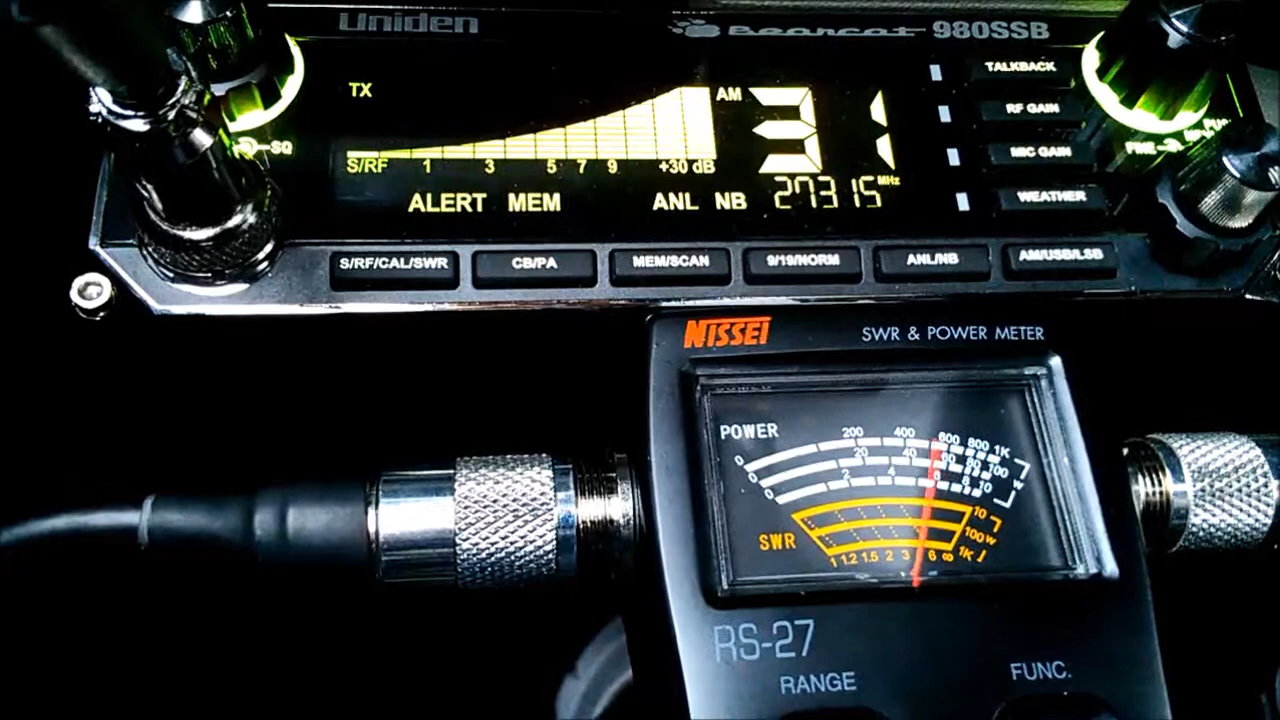 Uniden Bearcat 980SSB
TX
AM 31
S/RF 1 3 5 7 9 +30 dB
ALERT MEM ANL NB 27315 MHz
SQ
TALKBACK
RF GAIN
MIC GAIN
WEATHER
S/RF/CAL/SWR CB/PA MEM/SCAN 9/19/NORM ANL/NB AM/USB/LSB
NISSEI SWR & POWER METER
POWER
0 200 400 600 800 1K
0 20 40 60 80 100 W
0 2 4 6 8 10
SWR
10
100 W
1K
1 1.2 1.5 2 3 6 ∞
RS-27
RANGE FUNC.